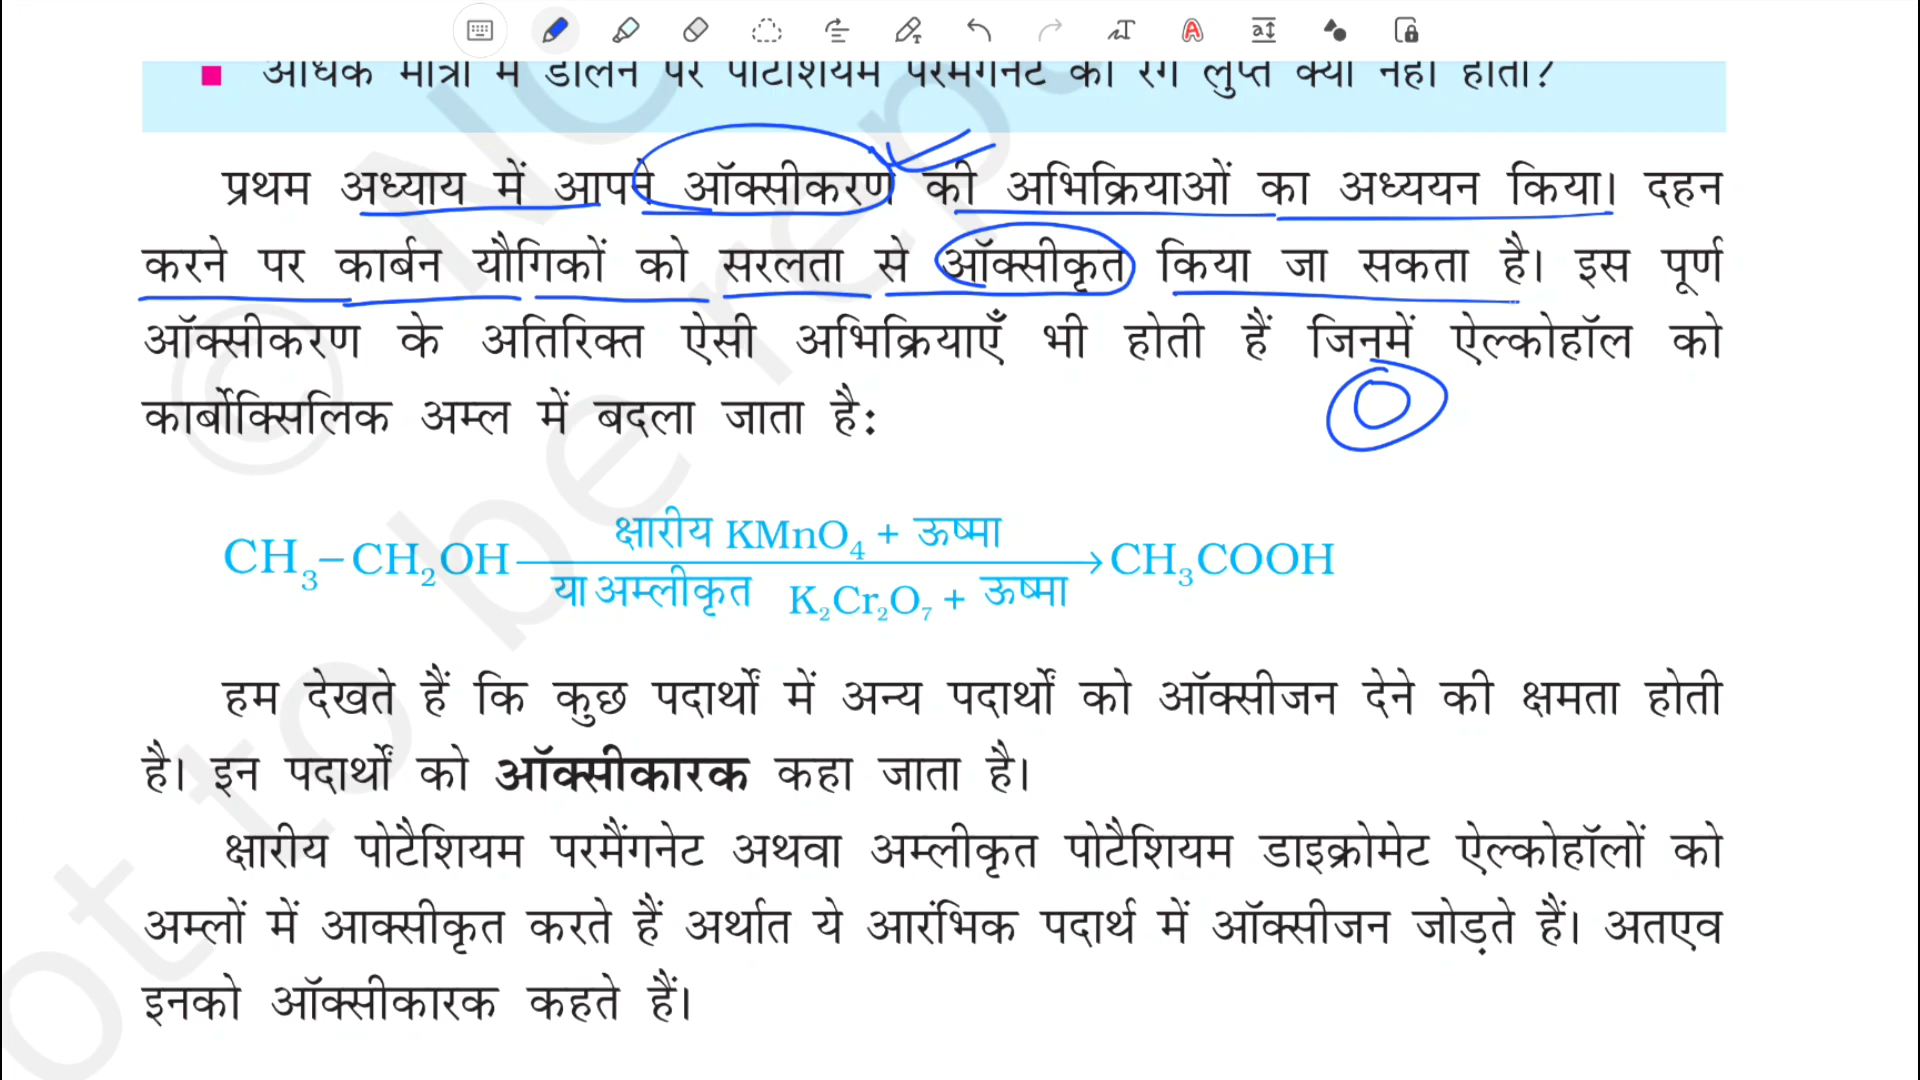 अधिक मात्रा में डालने पर पोटैशियम परमैंगनेट का रंग लुप्त क्यों नहीं होता?
प्रथम अध्याय में आपने ऑक्सीकरण की अभिक्रियाओं का अध्ययन किया। दहन
करने पर कार्बन यौगिकों को सरलता से ऑक्सीकृत किया जा सकता है। इस पूर्ण
ऑक्सीकरण के अतिरिक्त ऐसी अभिक्रियाएँ भी होती हैं जिनमें ऐल्कोहॉल को
कार्बोक्सिलिक अम्ल में बदला जाता है:
क्षारीय KMnO₄ + ऊष्मा
CH₃–CH₂OH⟶CH₃COOH
या अम्लीकृत K₂Cr₂O₇ + ऊष्मा
हम देखते हैं कि कुछ पदार्थों में अन्य पदार्थों को ऑक्सीजन देने की क्षमता होती
है। इन पदार्थों को ऑक्सीकारक कहा जाता है।
क्षारीय पोटैशियम परमैंगनेट अथवा अम्लीकृत पोटैशियम डाइक्रोमेट ऐल्कोहॉलों को
अम्लों में आक्सीकृत करते हैं अर्थात ये आरंभिक पदार्थ में ऑक्सीजन जोड़ते हैं। अतएव
इनको ऑक्सीकारक कहते हैं।